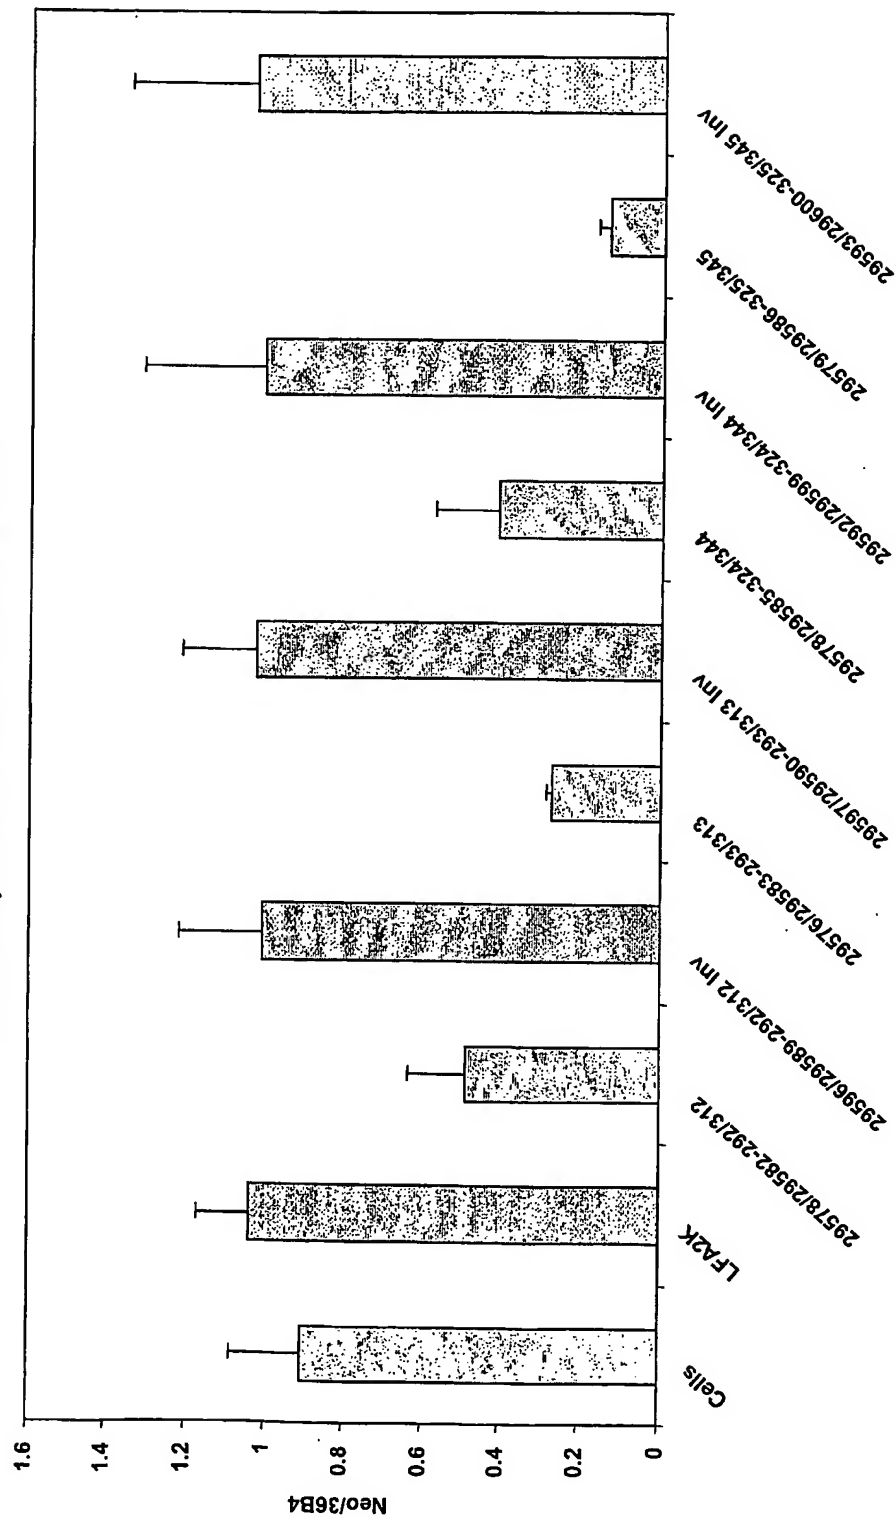 Neo/36B4
1.6
1.4
1.2
1
0.8
0.6
0.4
0.2
0
Cells
LFA2K
29578/29582-292/312
29596/29589-292/312 Inv
29576/29583-293/313
29597/29590-293/313 Inv
29578/29585-324/344
29592/29599-324/344 Inv
29579/29586-325/345
29593/29600-325/345 Inv